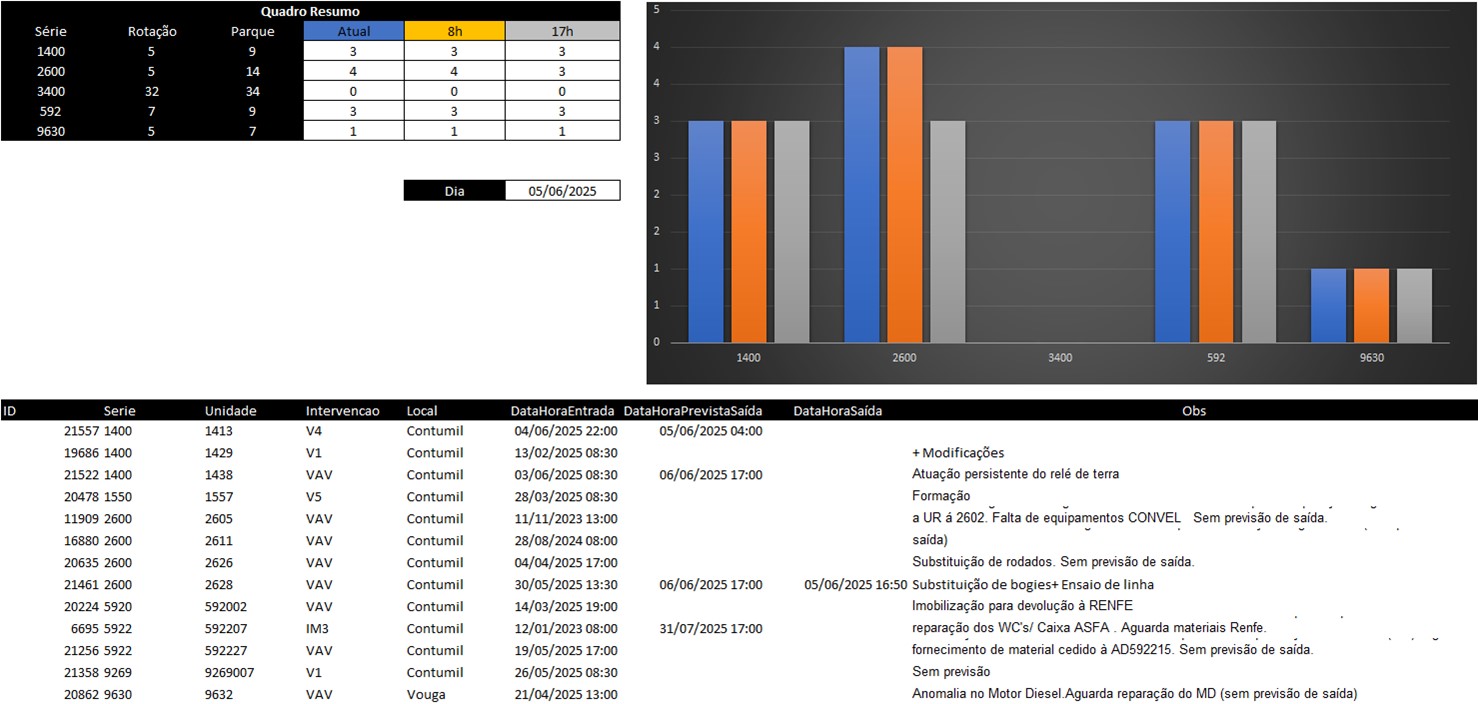 Quadro Resumo
Série Rotação Parque Atual 8h 17h
1400 5 9 3 3 3
2600 5 14 4 4 3
3400 32 34 0 0 0
592 7 9 3 3 3
9630 5 7 1 1 1
Dia 05/06/2025
5
4
4
3
3
2
2
1
1
0
1400 2600 3400 592 9630
ID Serie Unidade Intervencao Local DataHoraEntrada DataHoraPrevistaSaída DataHoraSaída Obs
21557 1400 1413 V4 Contumil 04/06/2025 22:00 05/06/2025 04:00
19686 1400 1429 V1 Contumil 13/02/2025 08:30 + Modificações
21522 1400 1438 VAV Contumil 03/06/2025 08:30 06/06/2025 17:00 Atuação persistente do relé de terra
20478 1550 1557 V5 Contumil 28/03/2025 08:30 Formação
11909 2600 2605 VAV Contumil 11/11/2023 13:00 a UR á 2602. Falta de equipamentos CONVEL Sem previsão de saída.
16880 2600 2611 VAV Contumil 28/08/2024 08:00 saída)
20635 2600 2626 VAV Contumil 04/04/2025 17:00 Substituição de rodados. Sem previsão de saída.
21461 2600 2628 VAV Contumil 30/05/2025 13:30 06/06/2025 17:00 05/06/2025 16:50 Substituição de bogies+ Ensaio de linha
20224 5920 592002 VAV Contumil 14/03/2025 19:00 Imobilização para devolução à RENFE
6695 5922 592207 IM3 Contumil 12/01/2023 08:00 31/07/2025 17:00 reparação dos WC's/ Caixa ASFA . Aguarda materiais Renfe.
21256 5922 592227 VAV Contumil 19/05/2025 17:00 fornecimento de material cedido à AD592215. Sem previsão de saída.
21358 9269 9269007 V1 Contumil 26/05/2025 08:30 Sem previsão
20862 9630 9632 VAV Vouga 21/04/2025 13:00 Anomalia no Motor Diesel.Aguarda reparação do MD (sem previsão de saída)